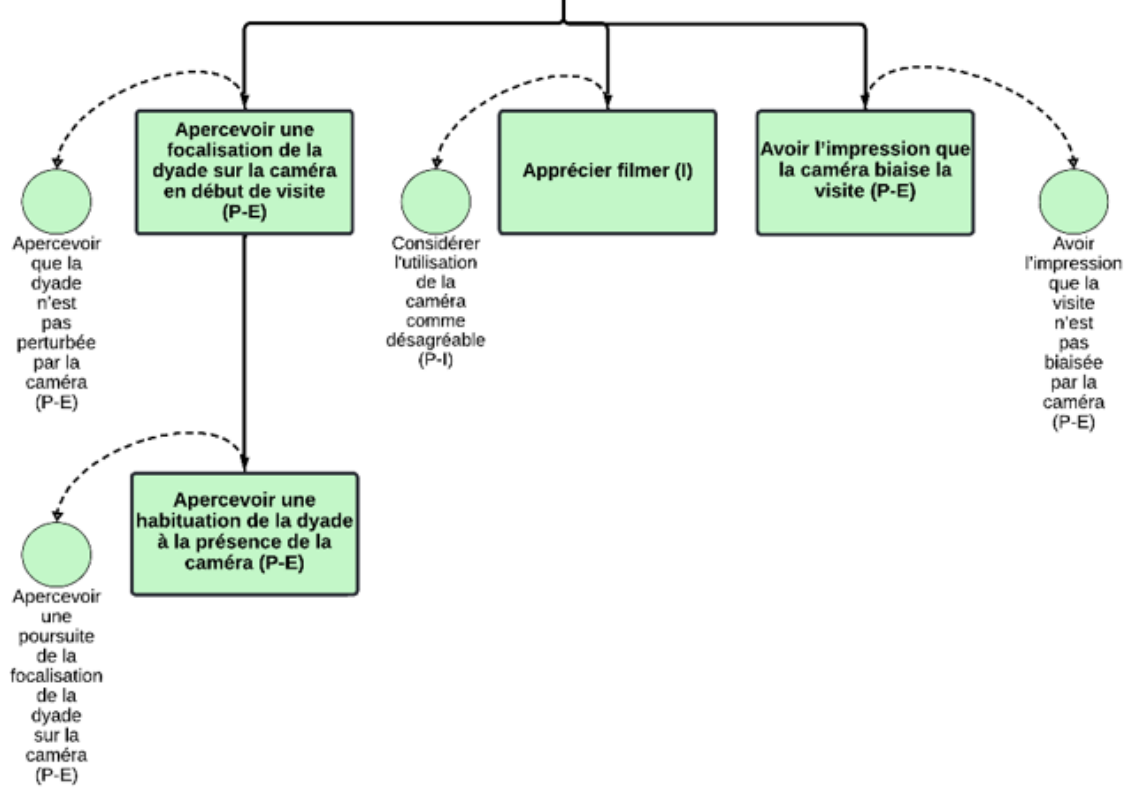 Apercevoir une
focalisation de la
dyade sur la caméra
en début de visite
(P-E)
Apprécier filmer (I)
Avoir l'impression que
la caméra biaise la
visite (P-E)
Apercevoir
que la
dyade
n'est
pas
perturbée
par la
caméra
(P-E)
Considérer
l'utilisation
de la
caméra
comme
désagréable
(P-I)
Avoir
l'impression
que la
visite
n'est
pas
biaisée
par la
caméra
(P-E)
Apercevoir une
habituation de la dyade
à la présence de la
caméra (P-E)
Apercevoir
une
poursuite
de la
focalisation
de la
dyade
sur la
caméra
(P-E)